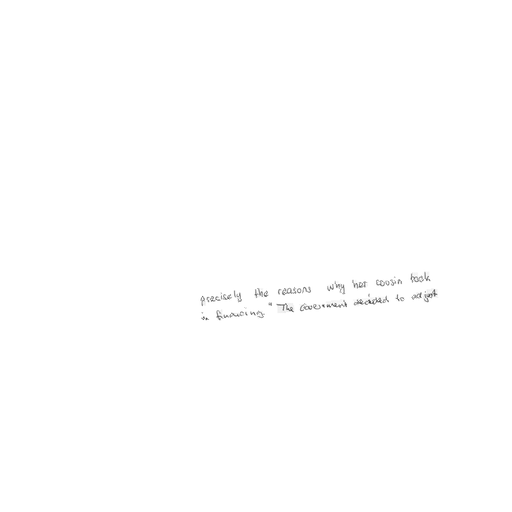 precisely the reasons why her cousin took
in financing. " The Government decided to adjust